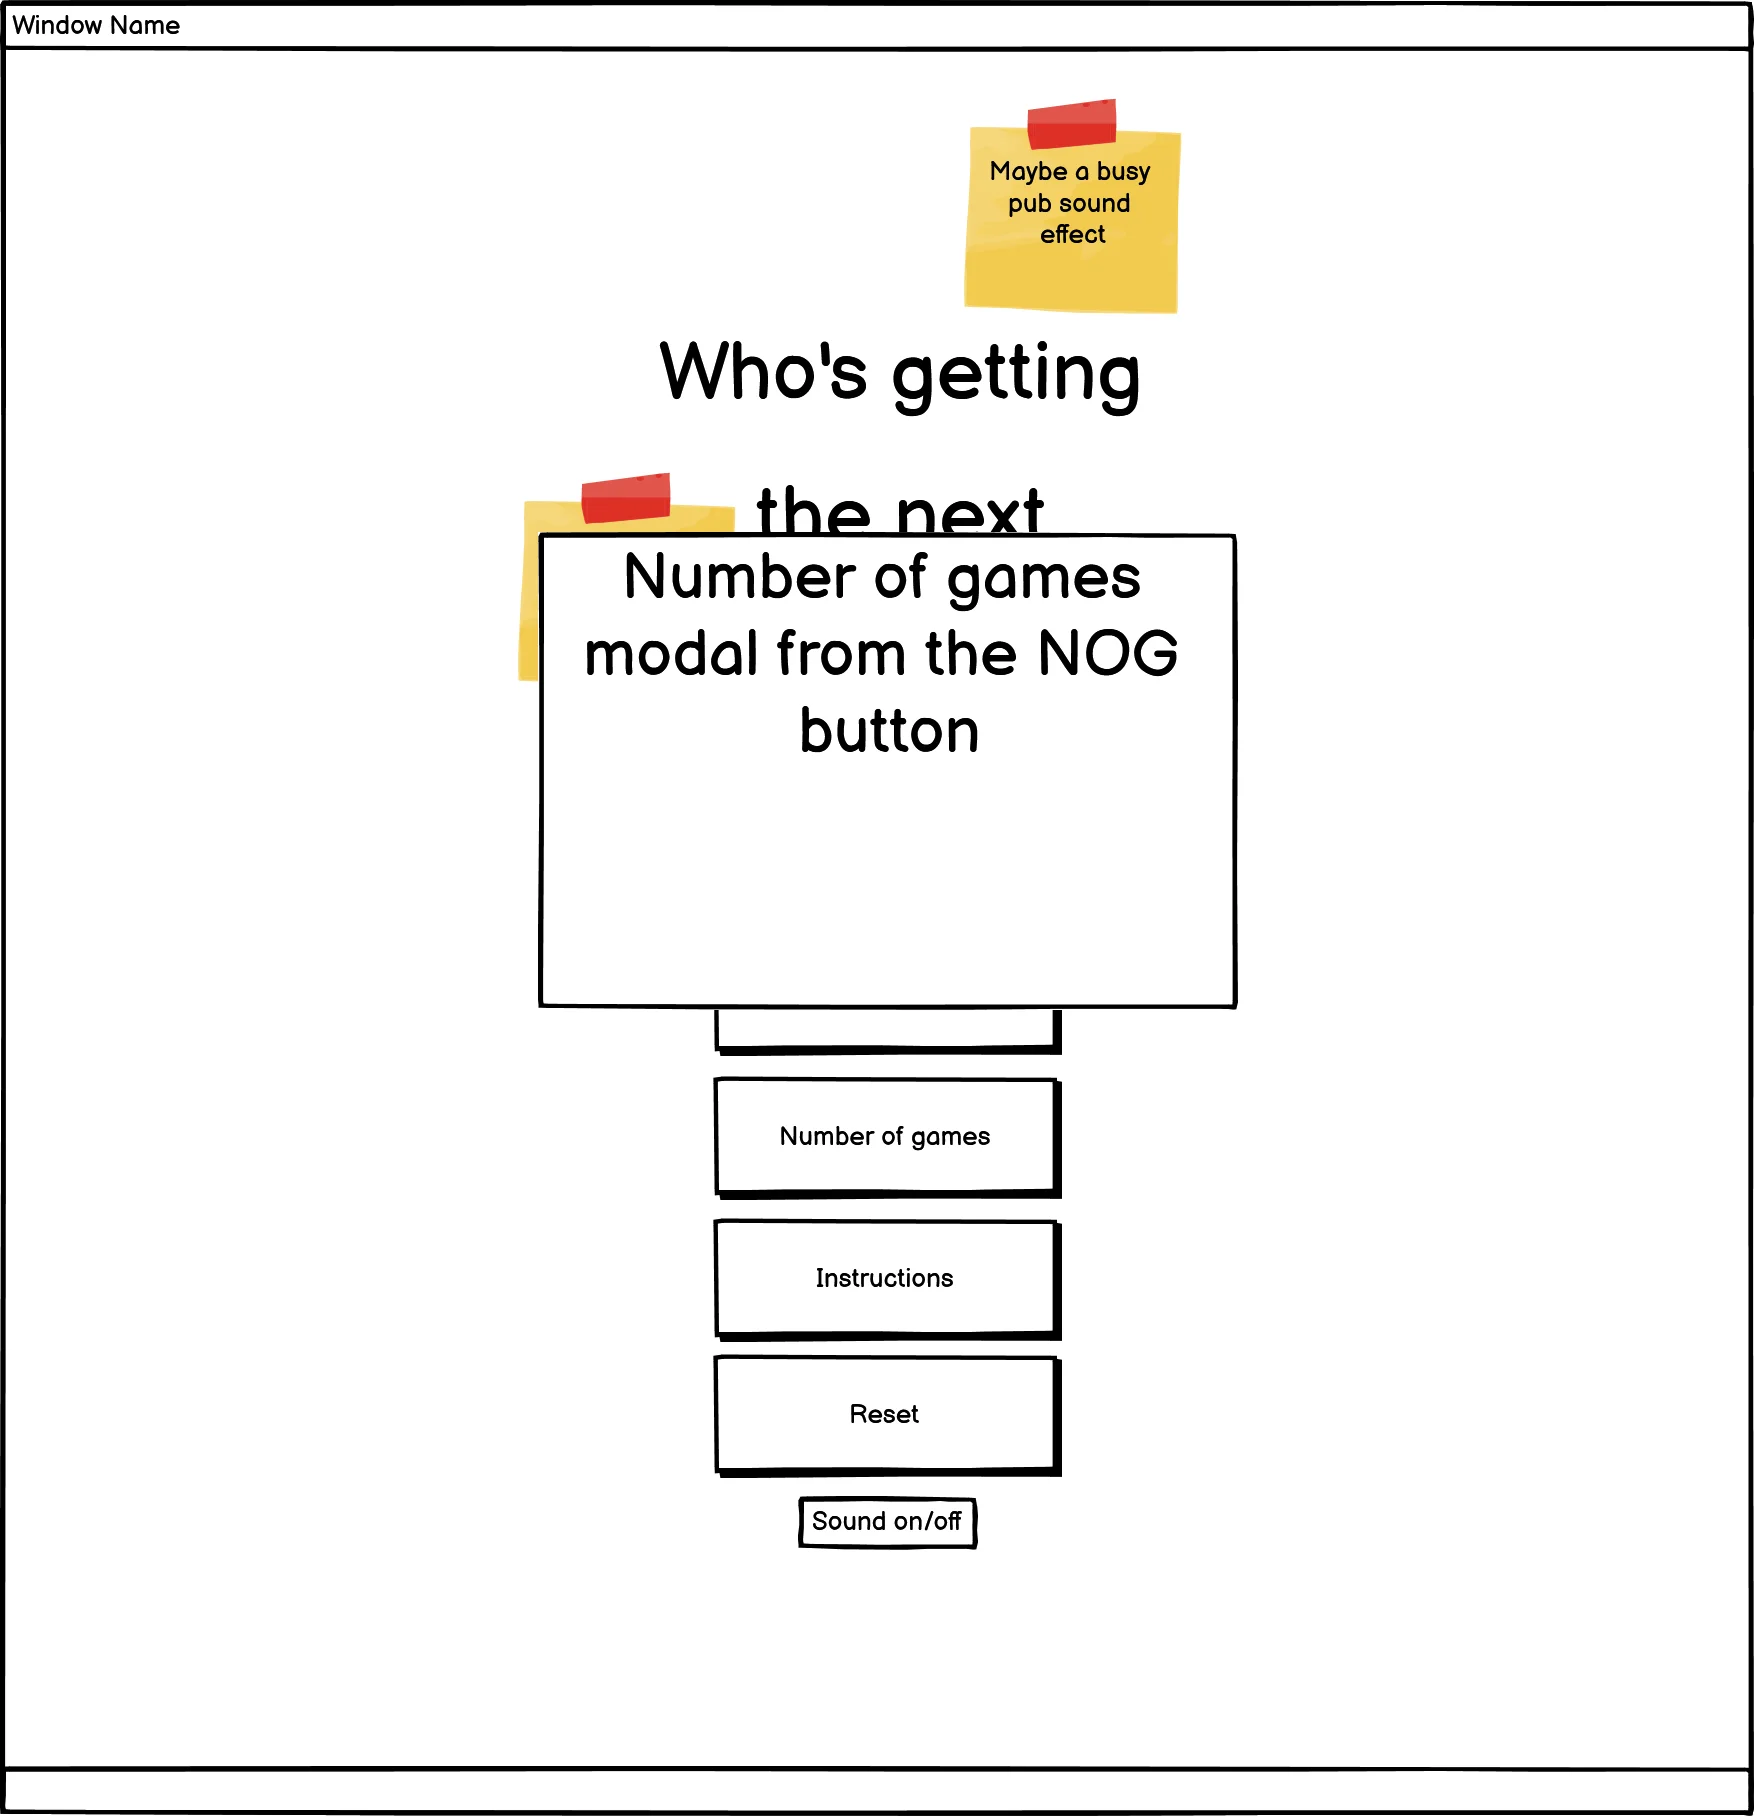 Window Name
Maybe a busy
pub sound
effect
Who's getting
the next
Number of games
modal from the NOG
button
Number of games
Instructions
Reset
Sound on/off